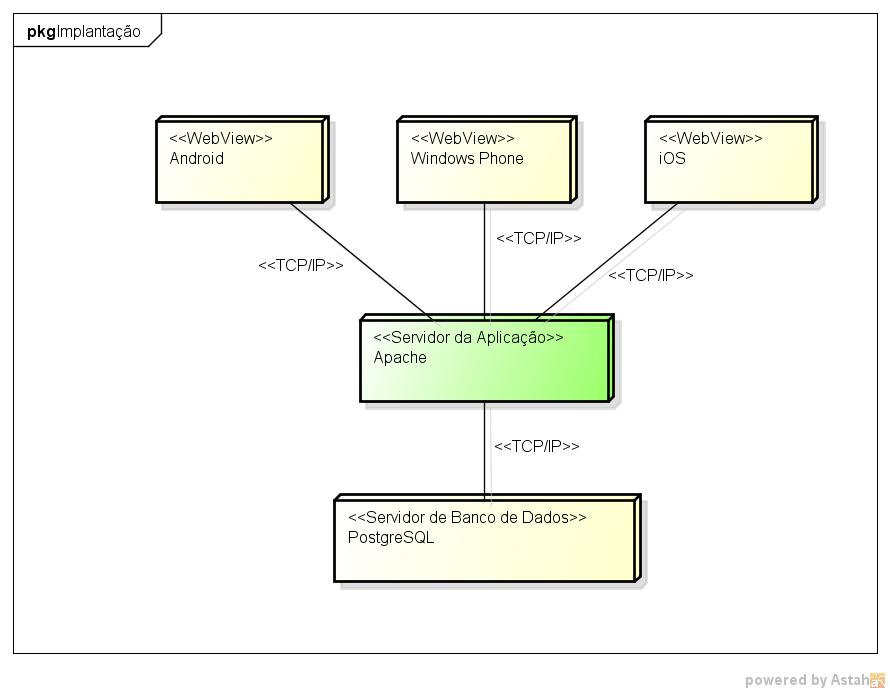 pkgImplantação
<<WebView>>
Android
<<WebView>>
Windows Phone
<<WebView>>
iOS
<<TCP/IP>>
<<TCP/IP>>
<<TCP/IP>>
<<Servidor da Aplicação>>
Apache
<<TCP/IP>>
<<Servidor de Banco de Dados>>
PostgreSQL
powered by Astah